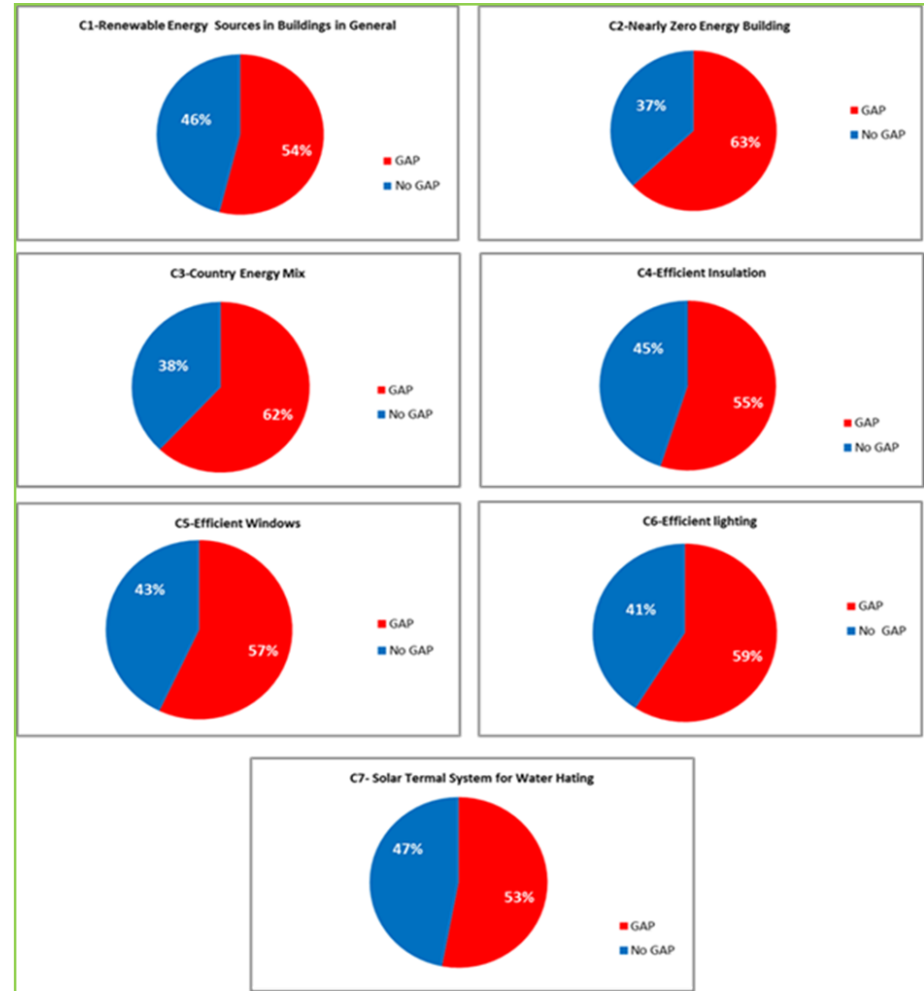 C1-Renewable Energy Sources in Buildings in General
46%
54%
GAP
No GAP
C2-Nearly Zero Energy Building
37%
63%
GAP
No GAP
C3-Country Energy Mix
38%
62%
GAP
No GAP
C4-Efficient Insulation
45%
55%
GAP
No GAP
C5-Efficient Windows
43%
57%
GAP
No GAP
C6-Efficient lighting
41%
59%
GAP
No GAP
C7- Solar Termal System for Water Hating
47%
53%
GAP
No GAP